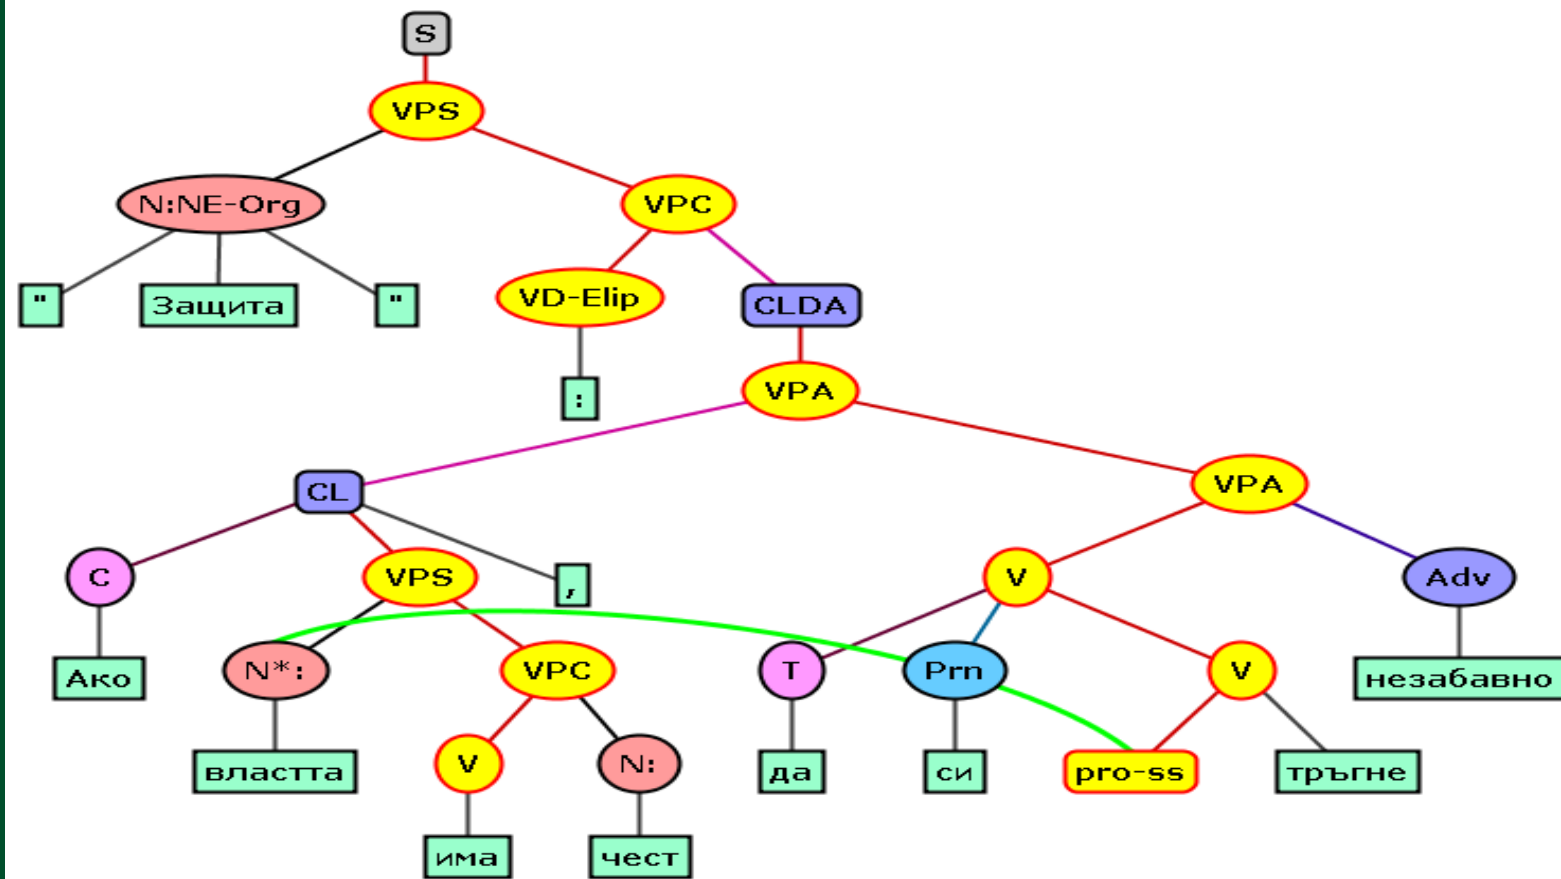 S
VPS
N:NE-Org VPC
VD-Elip CLDA
" Защита "
VPA
:
CL VPA
C VPS , V Adv
N*: VPC T Prn V
Ако незабавно
V N:
властта да си pro-ss тръгне
има чест